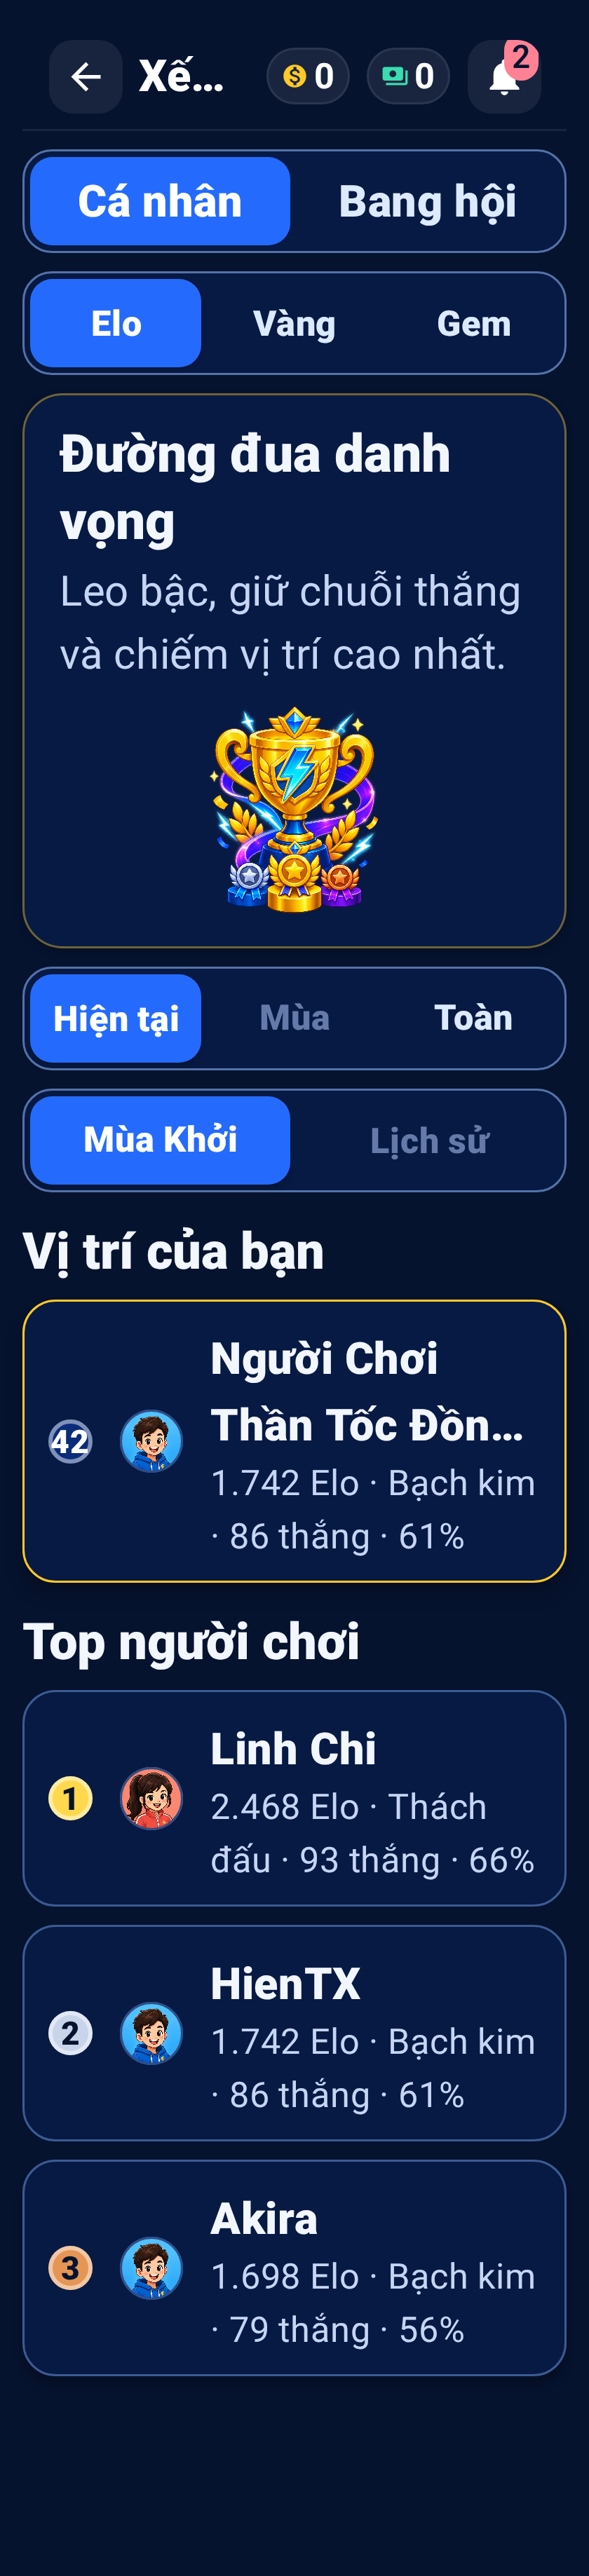 Xế...
0
0
2
Cá nhân
Bang hội
Elo
Vàng
Gem
Đường đua danh
vọng
Leo bậc, giữ chuỗi thắng
và chiếm vị trí cao nhất.
Hiện tại
Mùa
Toàn
Mùa Khởi
Lịch sử
Vị trí của bạn
42
Người Chơi
Thần Tốc Đồn...
1.742 Elo · Bạch kim
· 86 thắng · 61%
Top người chơi
1
Linh Chi
2.468 Elo · Thách
đấu · 93 thắng · 66%
2
HienTX
1.742 Elo · Bạch kim
· 86 thắng · 61%
3
Akira
1.698 Elo · Bạch kim
· 79 thắng · 56%